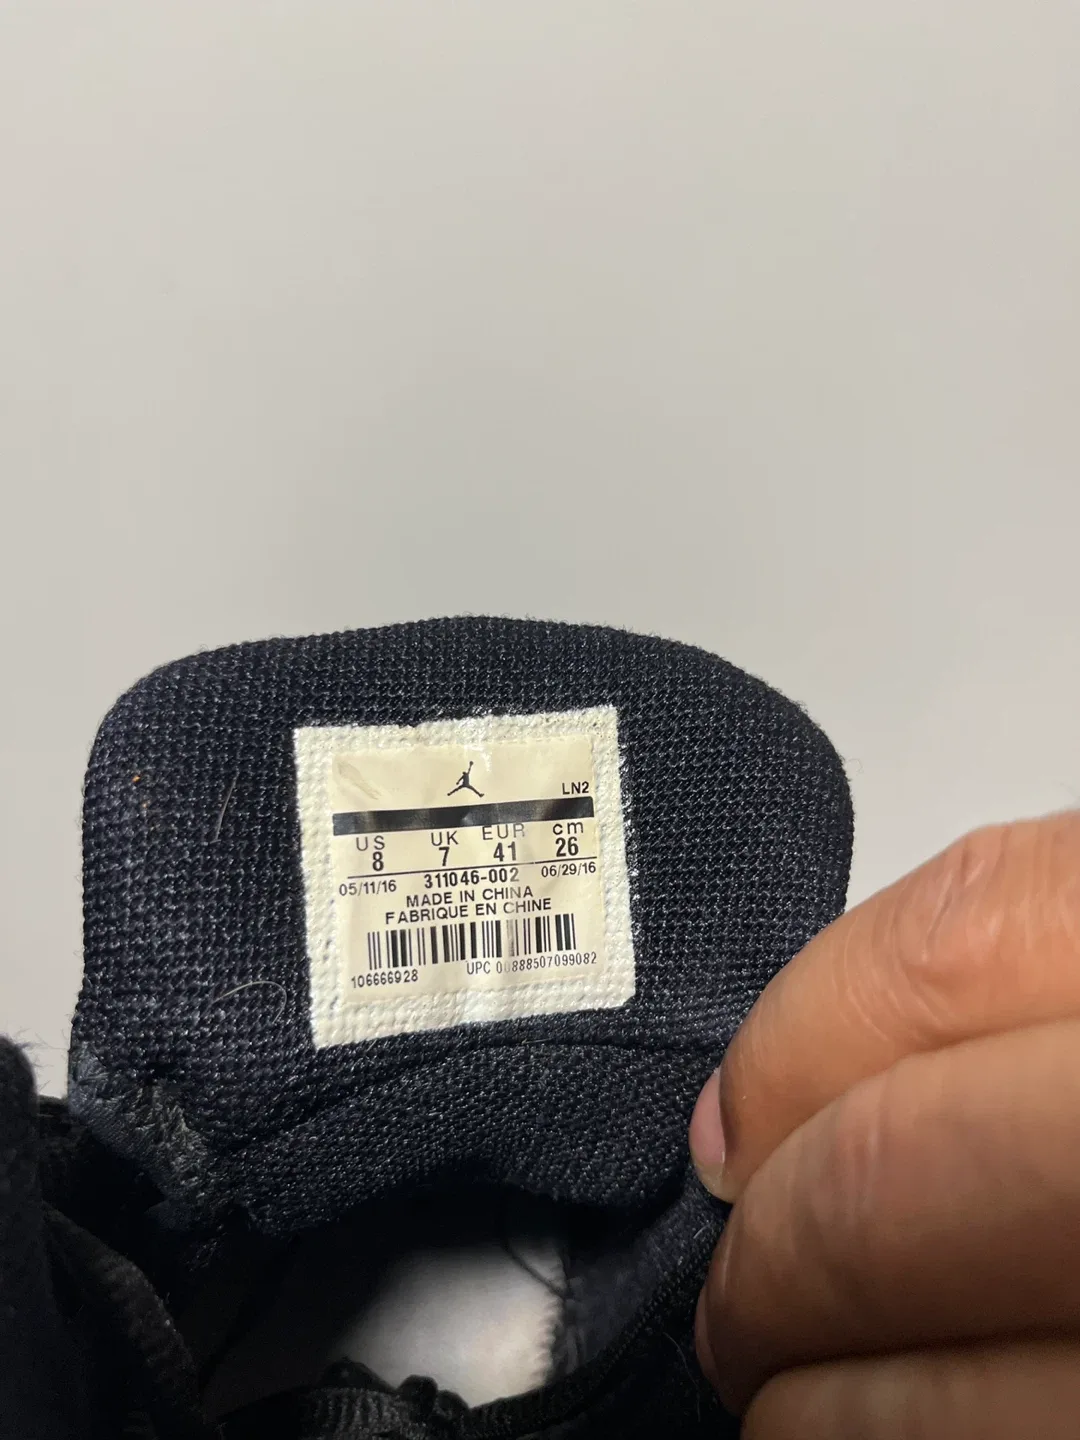 LN2
US UK EUR cm
8 7 41 26
05/11/16 311046-002 06/29/16
MADE IN CHINA
FABRIQUE EN CHINE
106666928 UPC 00888507099082